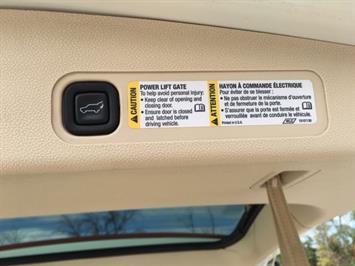 CAUTION
POWER LIFT GATE
To help avoid personal injury:
• Keep clear of opening and
closing door.
• Ensure door is closed
and latched before
driving vehicle.
ATTENTION
HAYON À COMMANDE ÉLECTRIQUE
Pour éviter de se blesser :
• Ne pas obstruer le mécanisme d'ouverture
et de fermeture de la porte.
• S'assurer que la porte est fermée et
verrouillée avant de conduire le véhicule.
Printed in U.S.A.